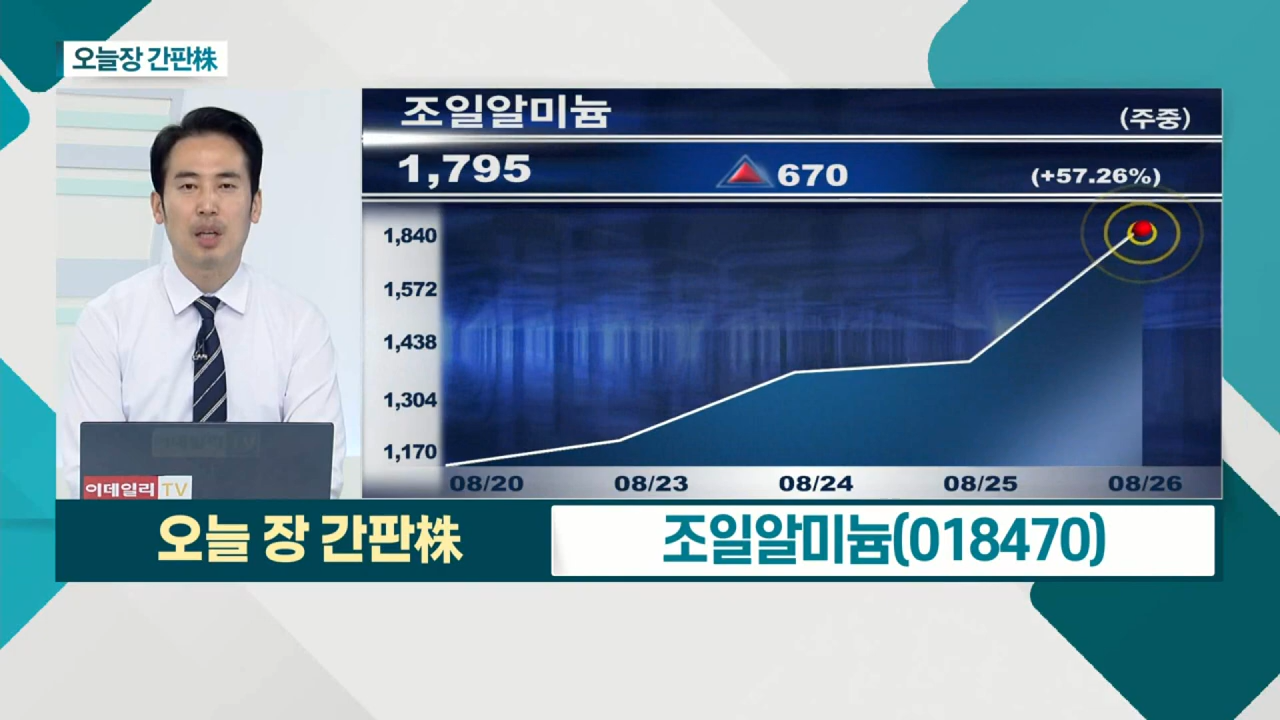 오늘장 간판株
조일알미늄
(주중)
1,795
670
(+57.26%)
1,840
1,572
1,438
1,304
1,170
08/20 08/23 08/24 08/25 08/26
이데일리 TV
오늘 장 간판株
조일알미늄(018470)